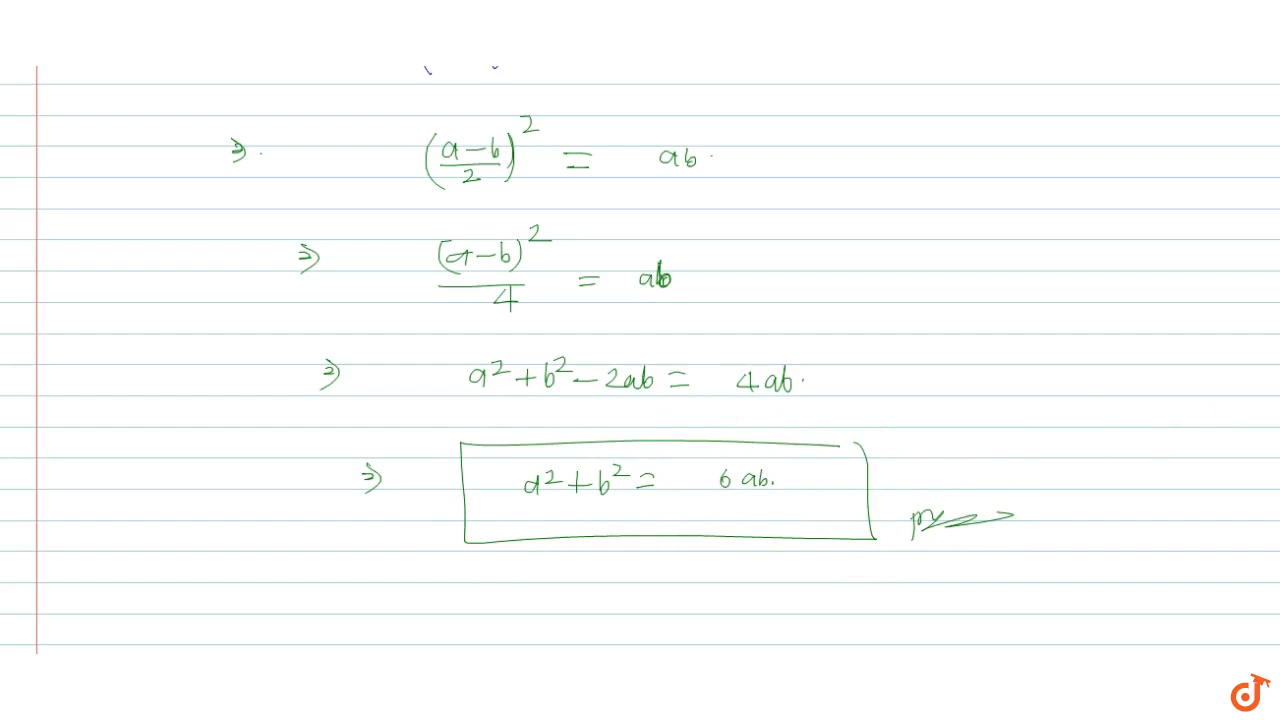 ⇒ ((a-b)/2)² = ab.
⇒ (a-b)²/4 = ab
⇒ a² + b² - 2ab = 4ab.
⇒ a² + b² = 6ab.